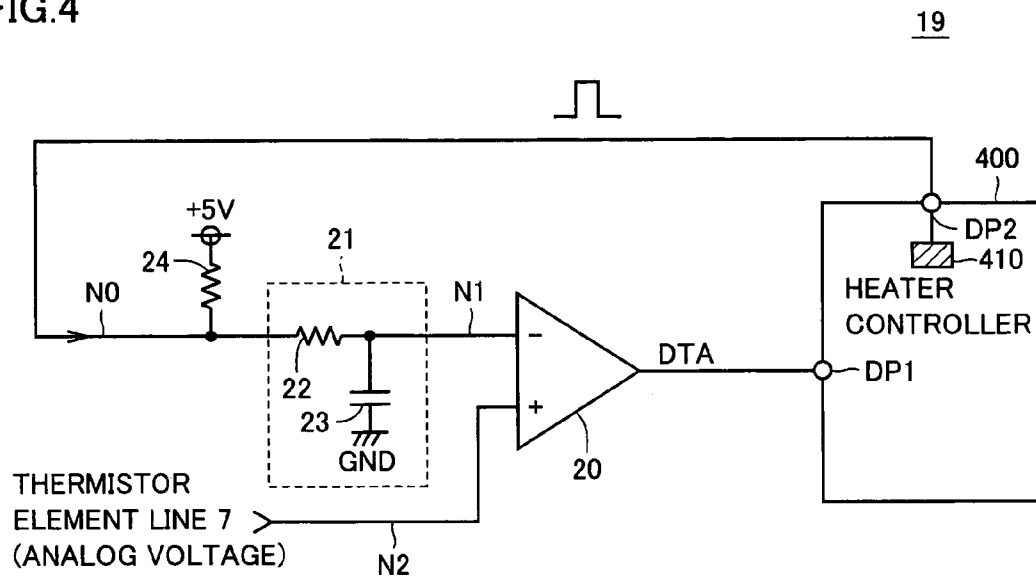 FIG.4
19
400
+5V
DP2
21
24
410
N0
N1
HEATER
CONTROLLER
−
DTA
DP1
22
23
+
20
GND
THERMISTOR
ELEMENT LINE 7
(ANALOG VOLTAGE)
N2